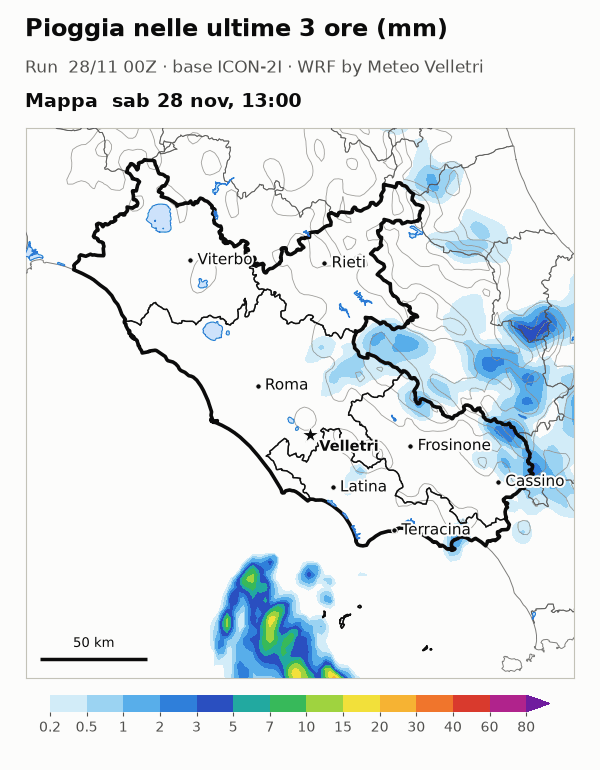 Pioggia nelle ultime 3 ore (mm)
Run  28/11 00Z · base ICON-2I · WRF by Meteo Velletri
Mappa  sab 28 nov, 13:00
Viterbo
Rieti
Roma
Velletri
Frosinone
Latina
Cassino
Terracina
50 km
0.2 0.5 1 2 3 5 7 10 15 20 30 40 60 80